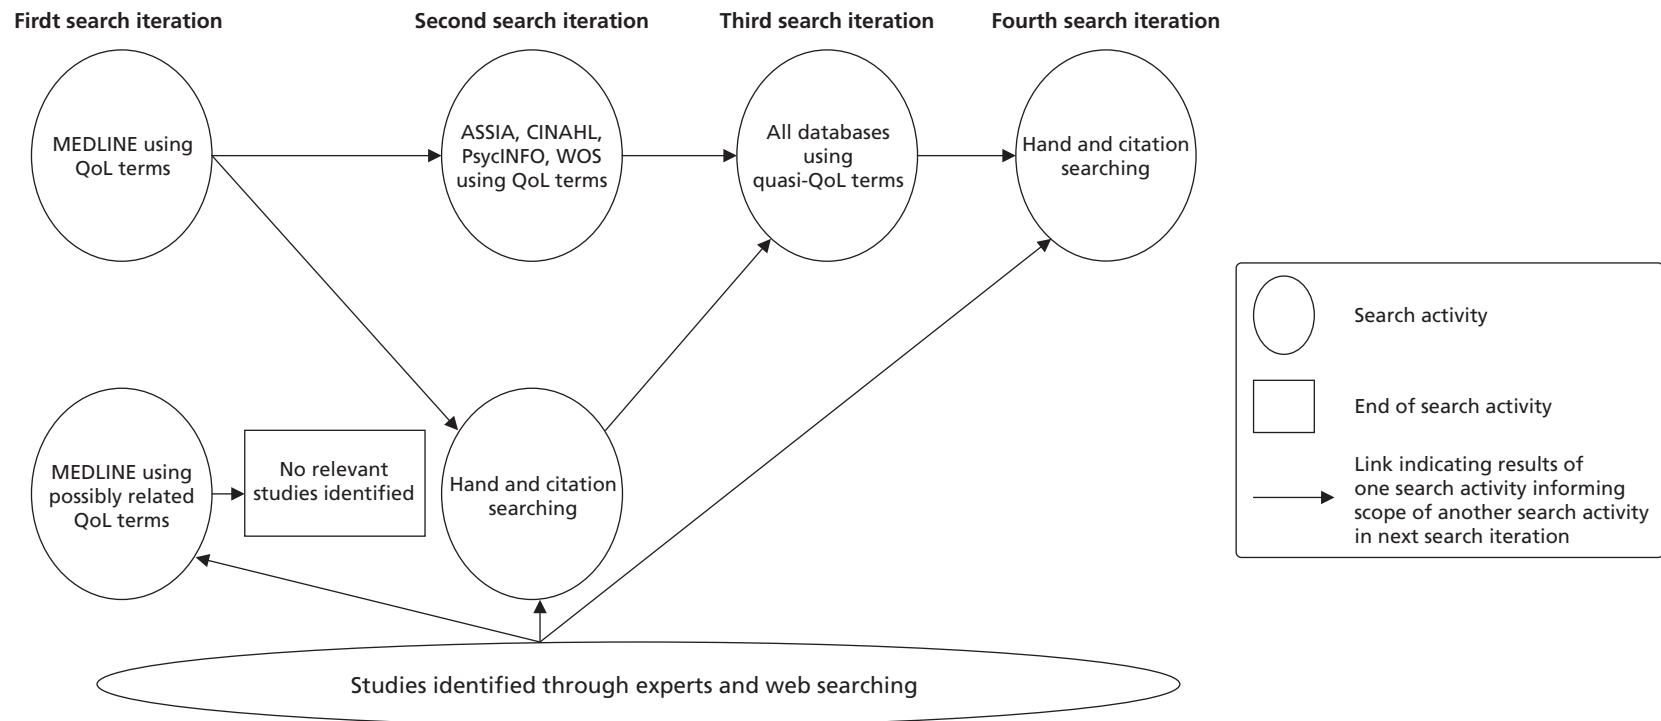 Firdt search iteration
Second search iteration
Third search iteration
Fourth search iteration
MEDLINE using
QoL terms
ASSIA, CINAHL,
PsycINFO, WOS
using QoL terms
All databases
using
quasi-QoL terms
Hand and citation
searching
MEDLINE using
possibly related
QoL terms
No relevant
studies identified
Hand and citation
searching
Studies identified through experts and web searching
Search activity
End of search activity
Link indicating results of
one search activity informing
scope of another search activity
in next search iteration